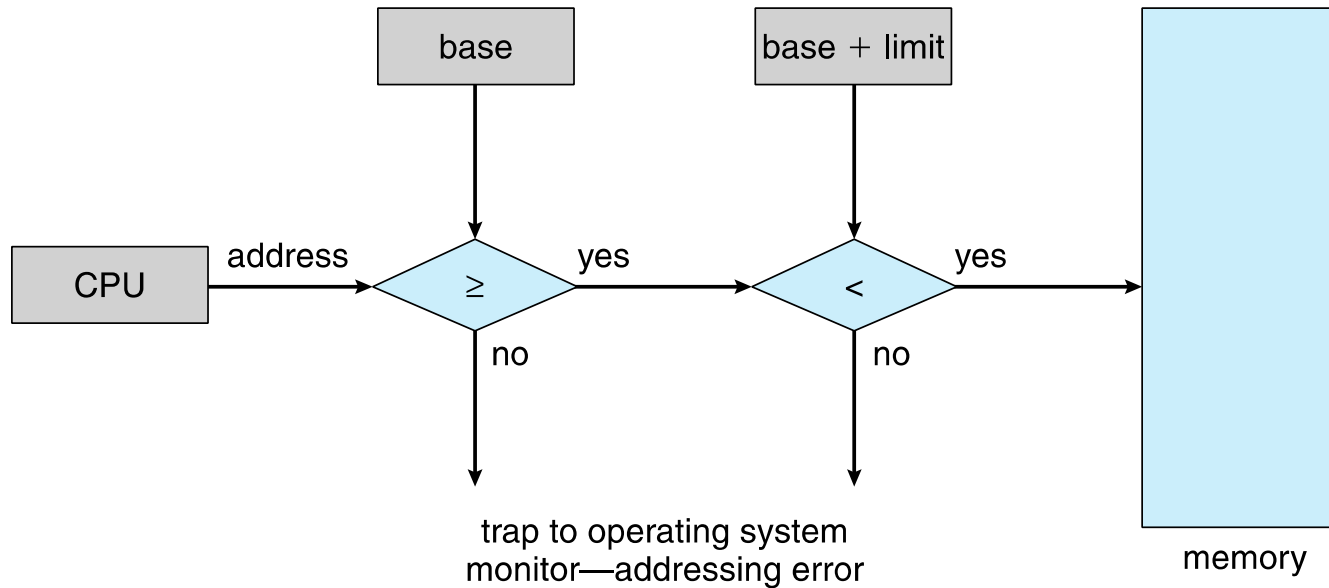 base
base + limit
CPU
address
≥
yes
<
yes
no
no
trap to operating system
monitor—addressing error
memory